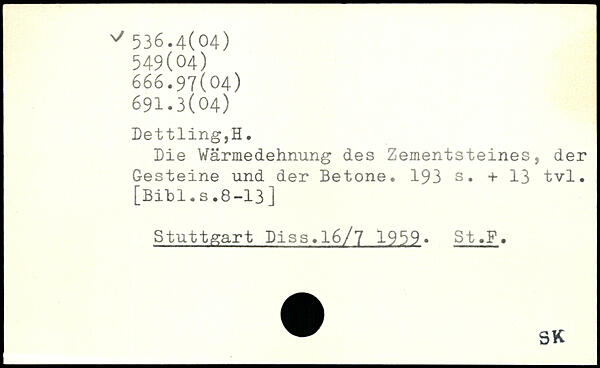 ✓ 536.4(04)
549(04)
666.97(04)
691.3(04)
Dettling,H.
Die Wärmedehnung des Zementsteines, der
Gesteine und der Betone. 193 s. + 13 tvl.
[Bibl.s.8-13]
Stuttgart Diss.16/7 1959. St.F.
SK